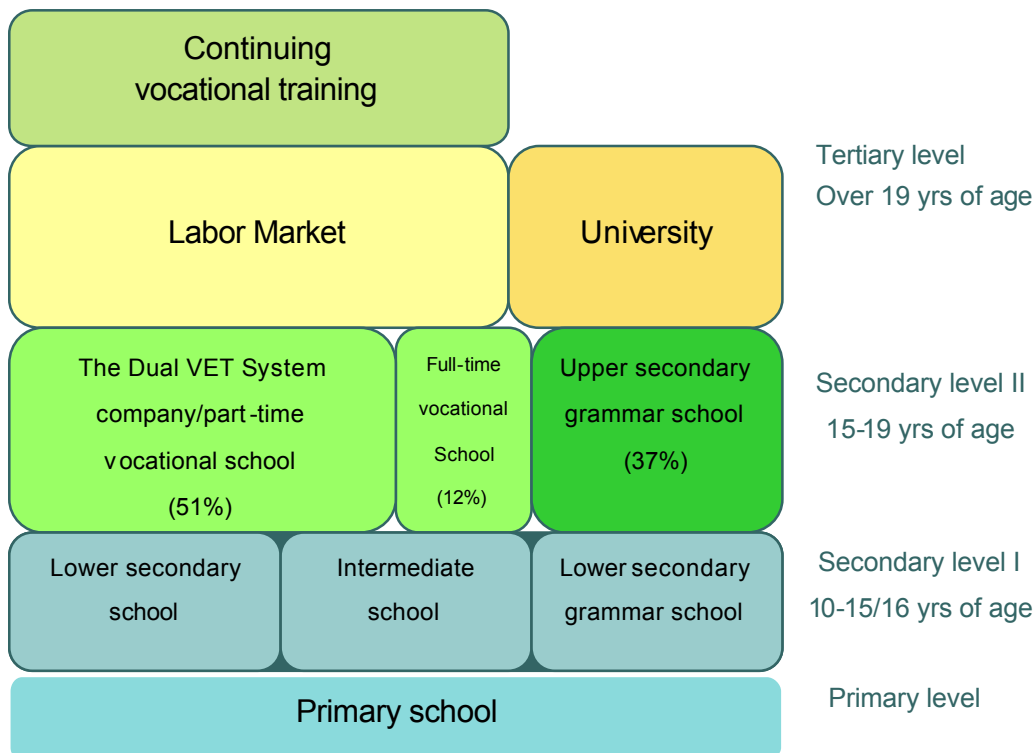 Continuing
vocational training
Tertiary level
Over 19 yrs of age
Labor Market
University
The Dual VET System
company/part-time
vocational school
(51%)
Full-time
vocational
School
(12%)
Upper secondary
grammar school
(37%)
Secondary level II
15-19 yrs of age
Lower secondary
school
Intermediate
school
Lower secondary
grammar school
Secondary level I
10-15/16 yrs of age
Primary school
Primary level